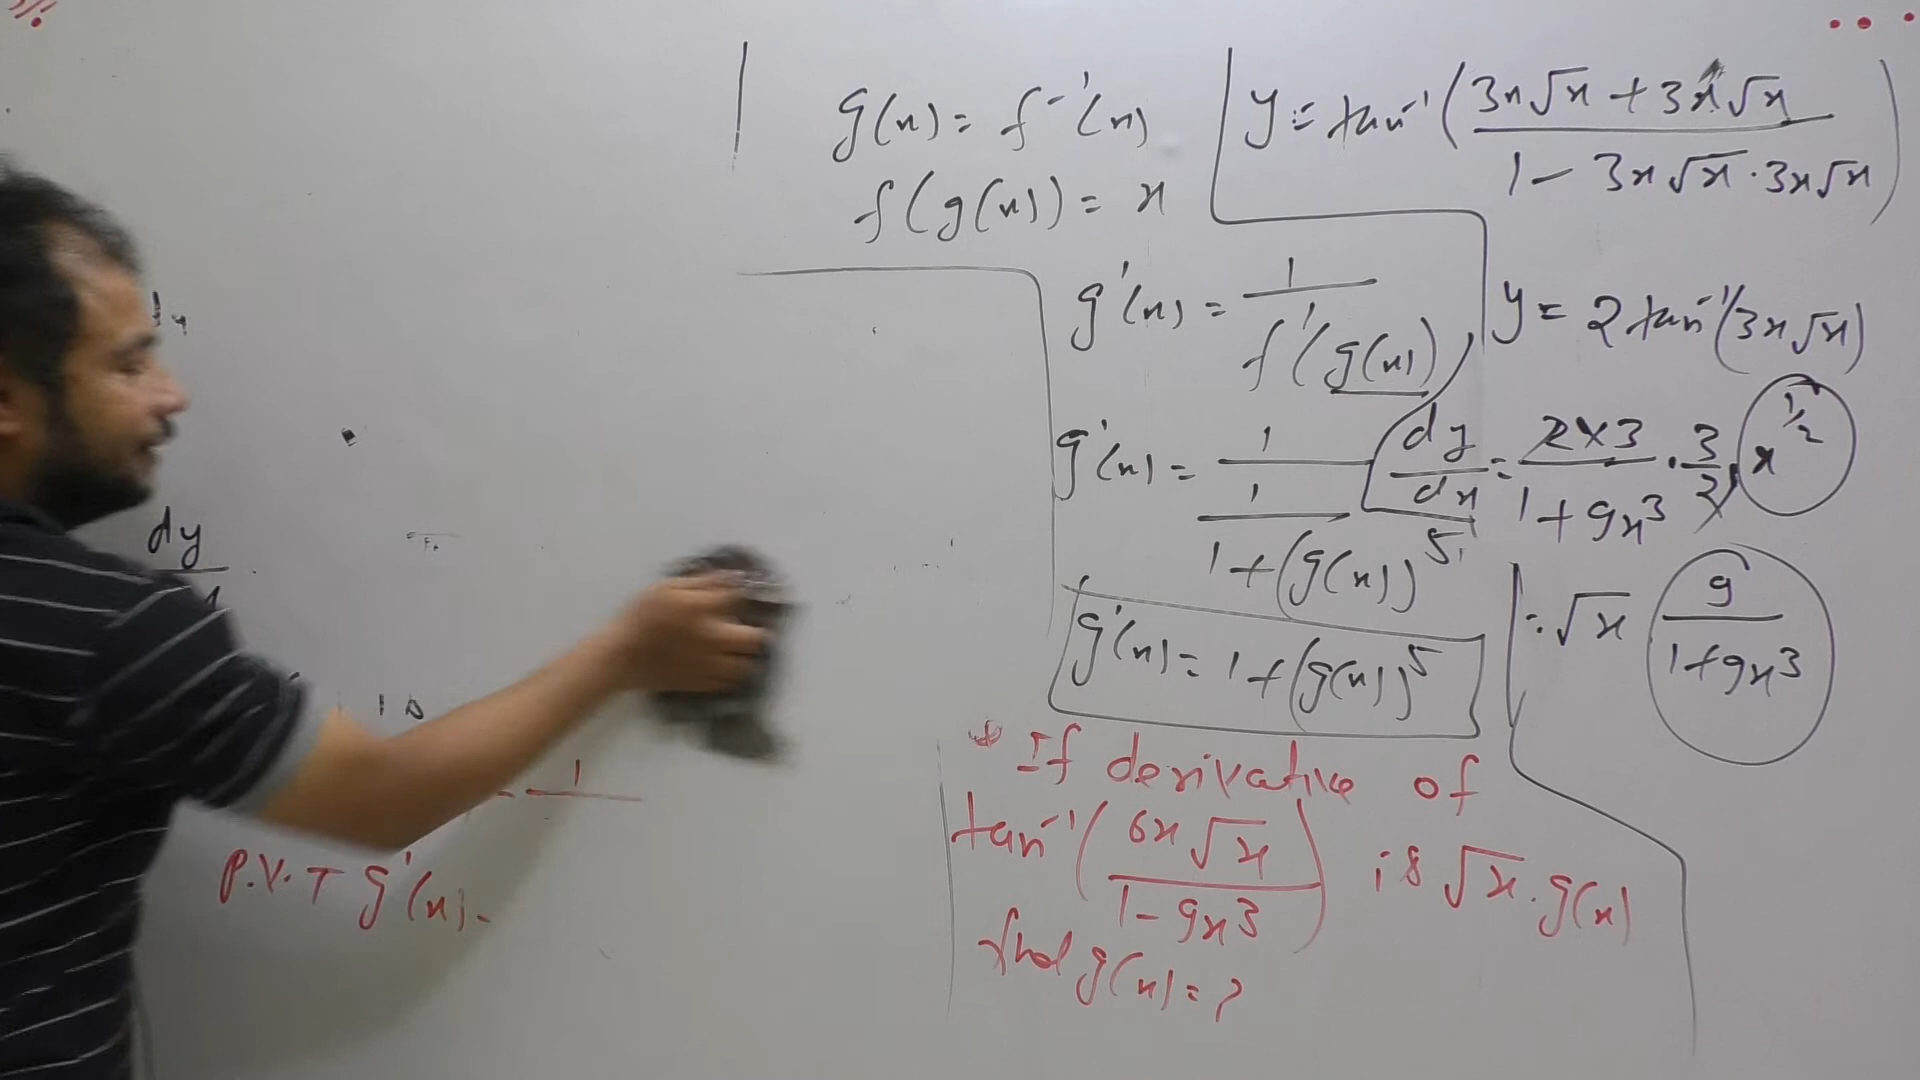 dy
P.V.T g'(x) =
1
g(x) = f⁻¹(x)
f(g(x)) = x
g'(x) = 1 / f'(g(x))
g'(x) = 1 / (1 / 1+(g(x))⁵)
g'(x) = 1+(g(x))⁵
y = tan⁻¹( (3x√x + 3x√x) / (1 - 3x√x · 3x√x) )
y = 2 tan⁻¹(3x√x)
dy/dx = (2×3)/(1+9x³) · 3/2 x^(1/2)
= √x 9/(1+9x³)
* If derivative of
tan⁻¹( 6x√x / (1-9x³) ) is √x · g(x)
find g(x) = ?